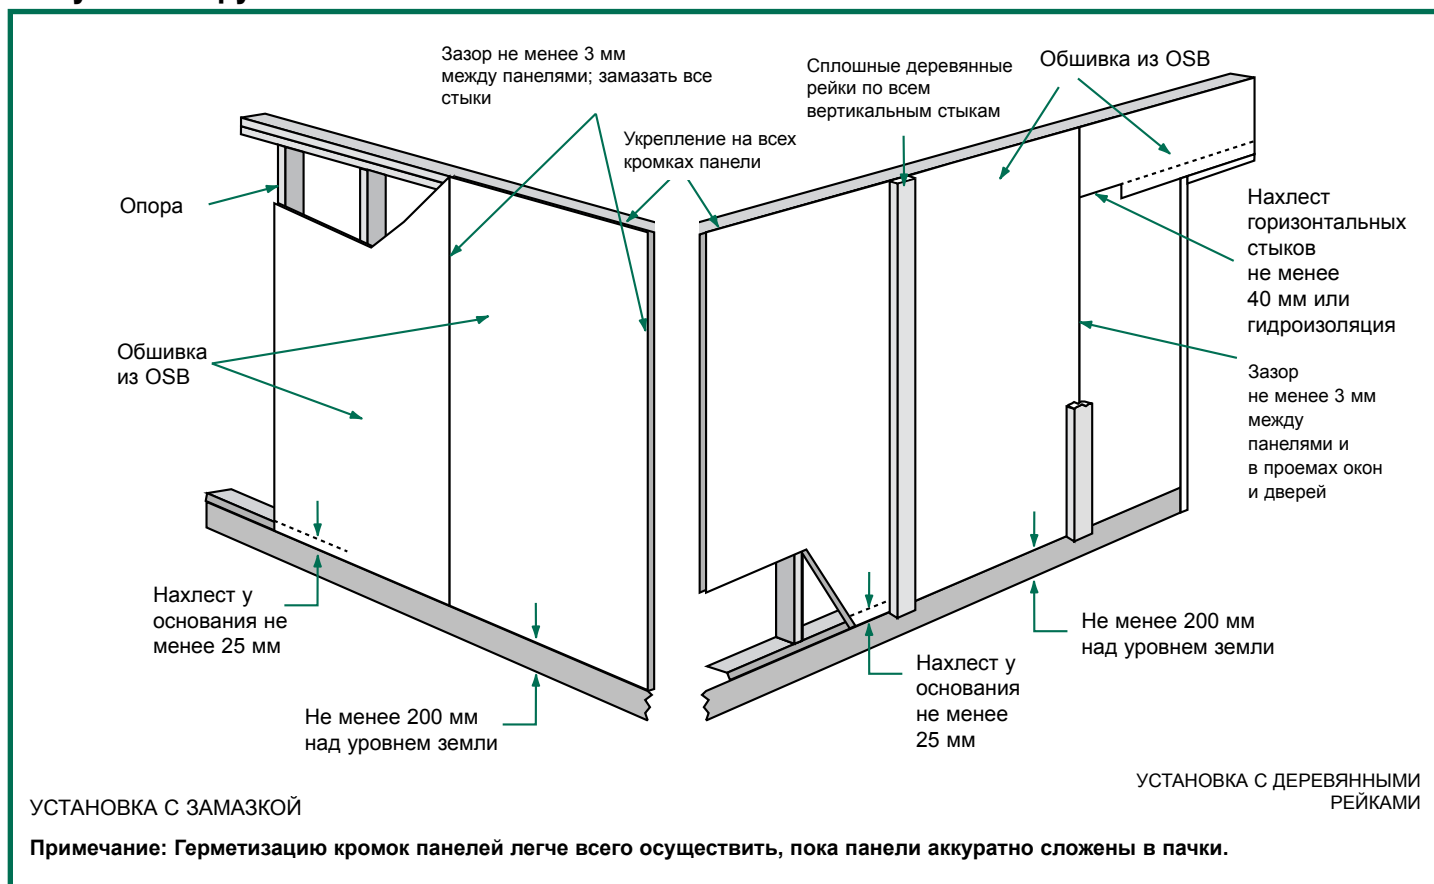 Зазор не менее 3 мм
между панелями; замазать все
стыки
Укрепление на всех
кромках панели
Сплошные деревянные
рейки по всем
вертикальным стыкам
Обшивка из OSB
Опора
Нахлест
горизонтальных
стыков
не менее
40 мм или
гидроизоляция
Обшивка
из OSB
Зазор
не менее 3 мм
между
панелями и
в проемах окон
и дверей
Нахлест у
основания не
менее 25 мм
Не менее 200 мм
над уровнем земли
Нахлест у
основания
не менее
25 мм
Не менее 200 мм
над уровнем земли
УСТАНОВКА С ЗАМАЗКОЙ
УСТАНОВКА С ДЕРЕВЯННЫМИ
РЕЙКАМИ
Примечание: Герметизацию кромок панелей легче всего осуществить, пока панели аккуратно сложены в пачки.